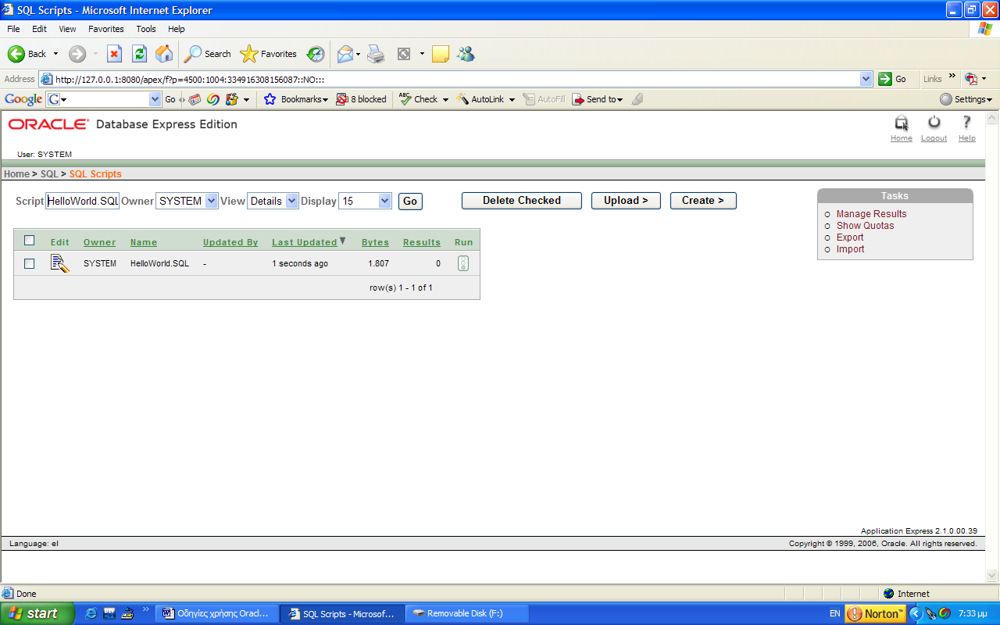 SQL Scripts - Microsoft Internet Explorer
File Edit View Favorites Tools Help
Back Search Favorites
Address http://127.0.0.1:8080/apex/f?p=4500:1004:334916308156087::NO::: Go Links »
Google G Go Bookmarks 8 blocked ABC Check AutoLink AutoFill Send to Settings
ORACLE Database Express Edition
Home Logout Help
User: SYSTEM
Home > SQL > SQL Scripts
Script HelloWorld.SQL Owner SYSTEM View Details Display 15 Go Delete Checked Upload > Create >
Tasks
Manage Results
Show Quotas
Export
Import
Edit Owner Name Updated By Last Updated Bytes Results Run
SYSTEM HelloWorld.SQL - 1 seconds ago 1.807 0
row(s) 1 - 1 of 1
Application Express 2.1.0.00.39
Language: el Copyright © 1999, 2006, Oracle. All rights reserved.
Done Internet
start » Οδηγίες χρήσης Orac... SQL Scripts - Microsof... Removable Disk (F:) EN Norton™ 7:33 μμ